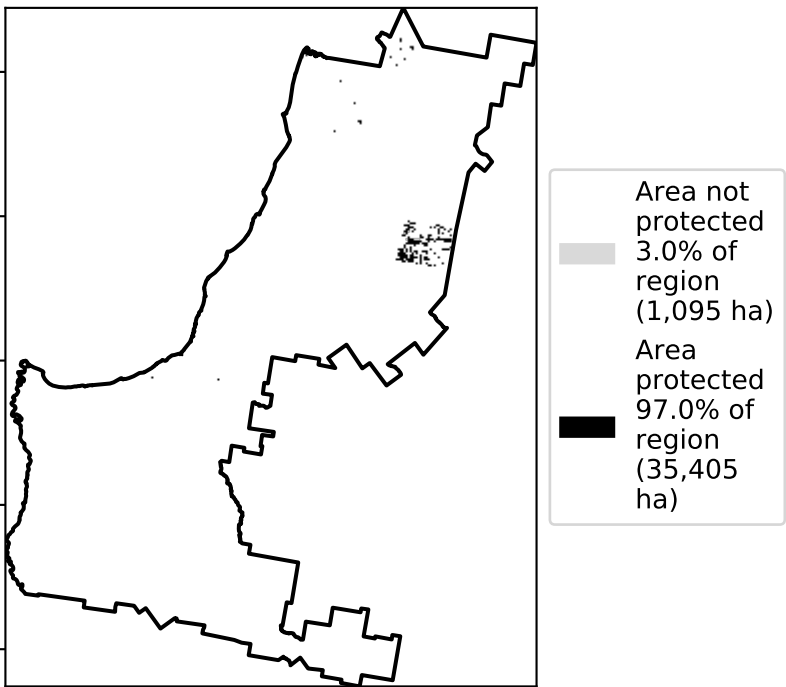 Area not
protected
3.0% of
region
(1,095 ha)
Area
protected
97.0% of
region
(35,405
ha)